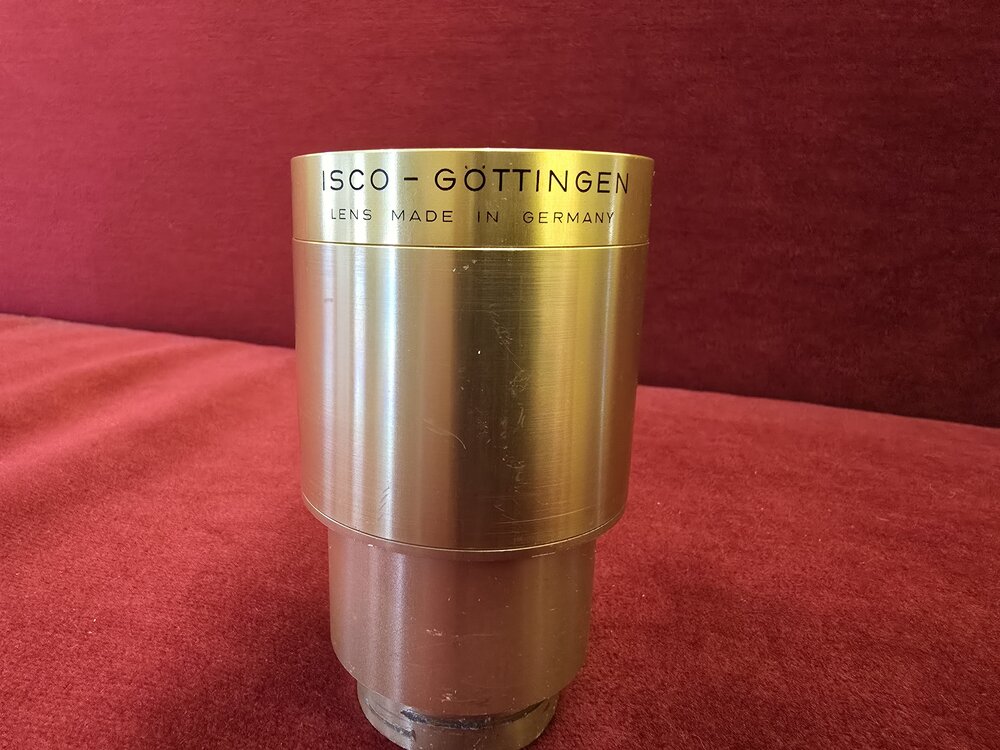 ISCO – GÖTTINGEN
LENS MADE IN GERMANY